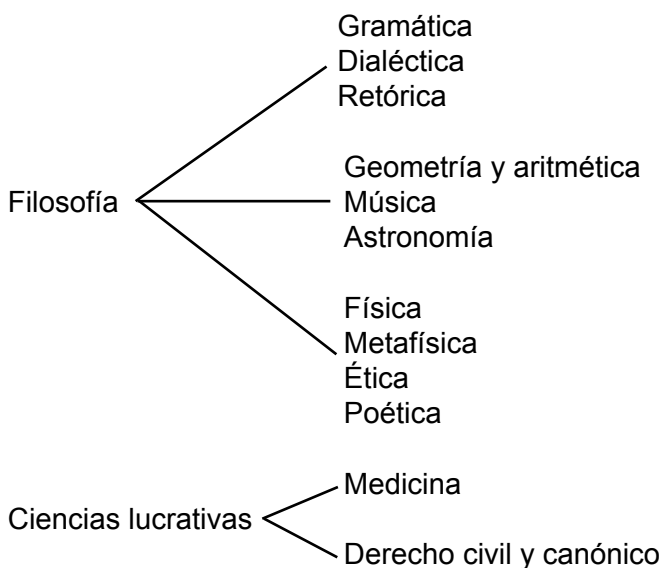 Gramática
Dialéctica
Retórica
Filosofía
Geometría y aritmética
Música
Astronomía
Física
Metafísica
Ética
Poética
Ciencias lucrativas
Medicina
Derecho civil y canónico